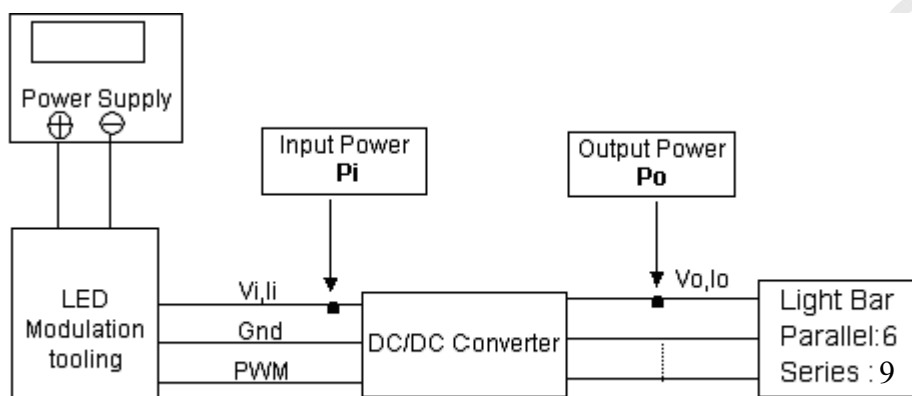 Power Supply
Input Power
Pi
Output Power
Po
LED
Modulation
tooling
Vi,Ii
Gnd
PWM
DC/DC Converter
Vo,Io
Light Bar
Parallel:6
Series : 9